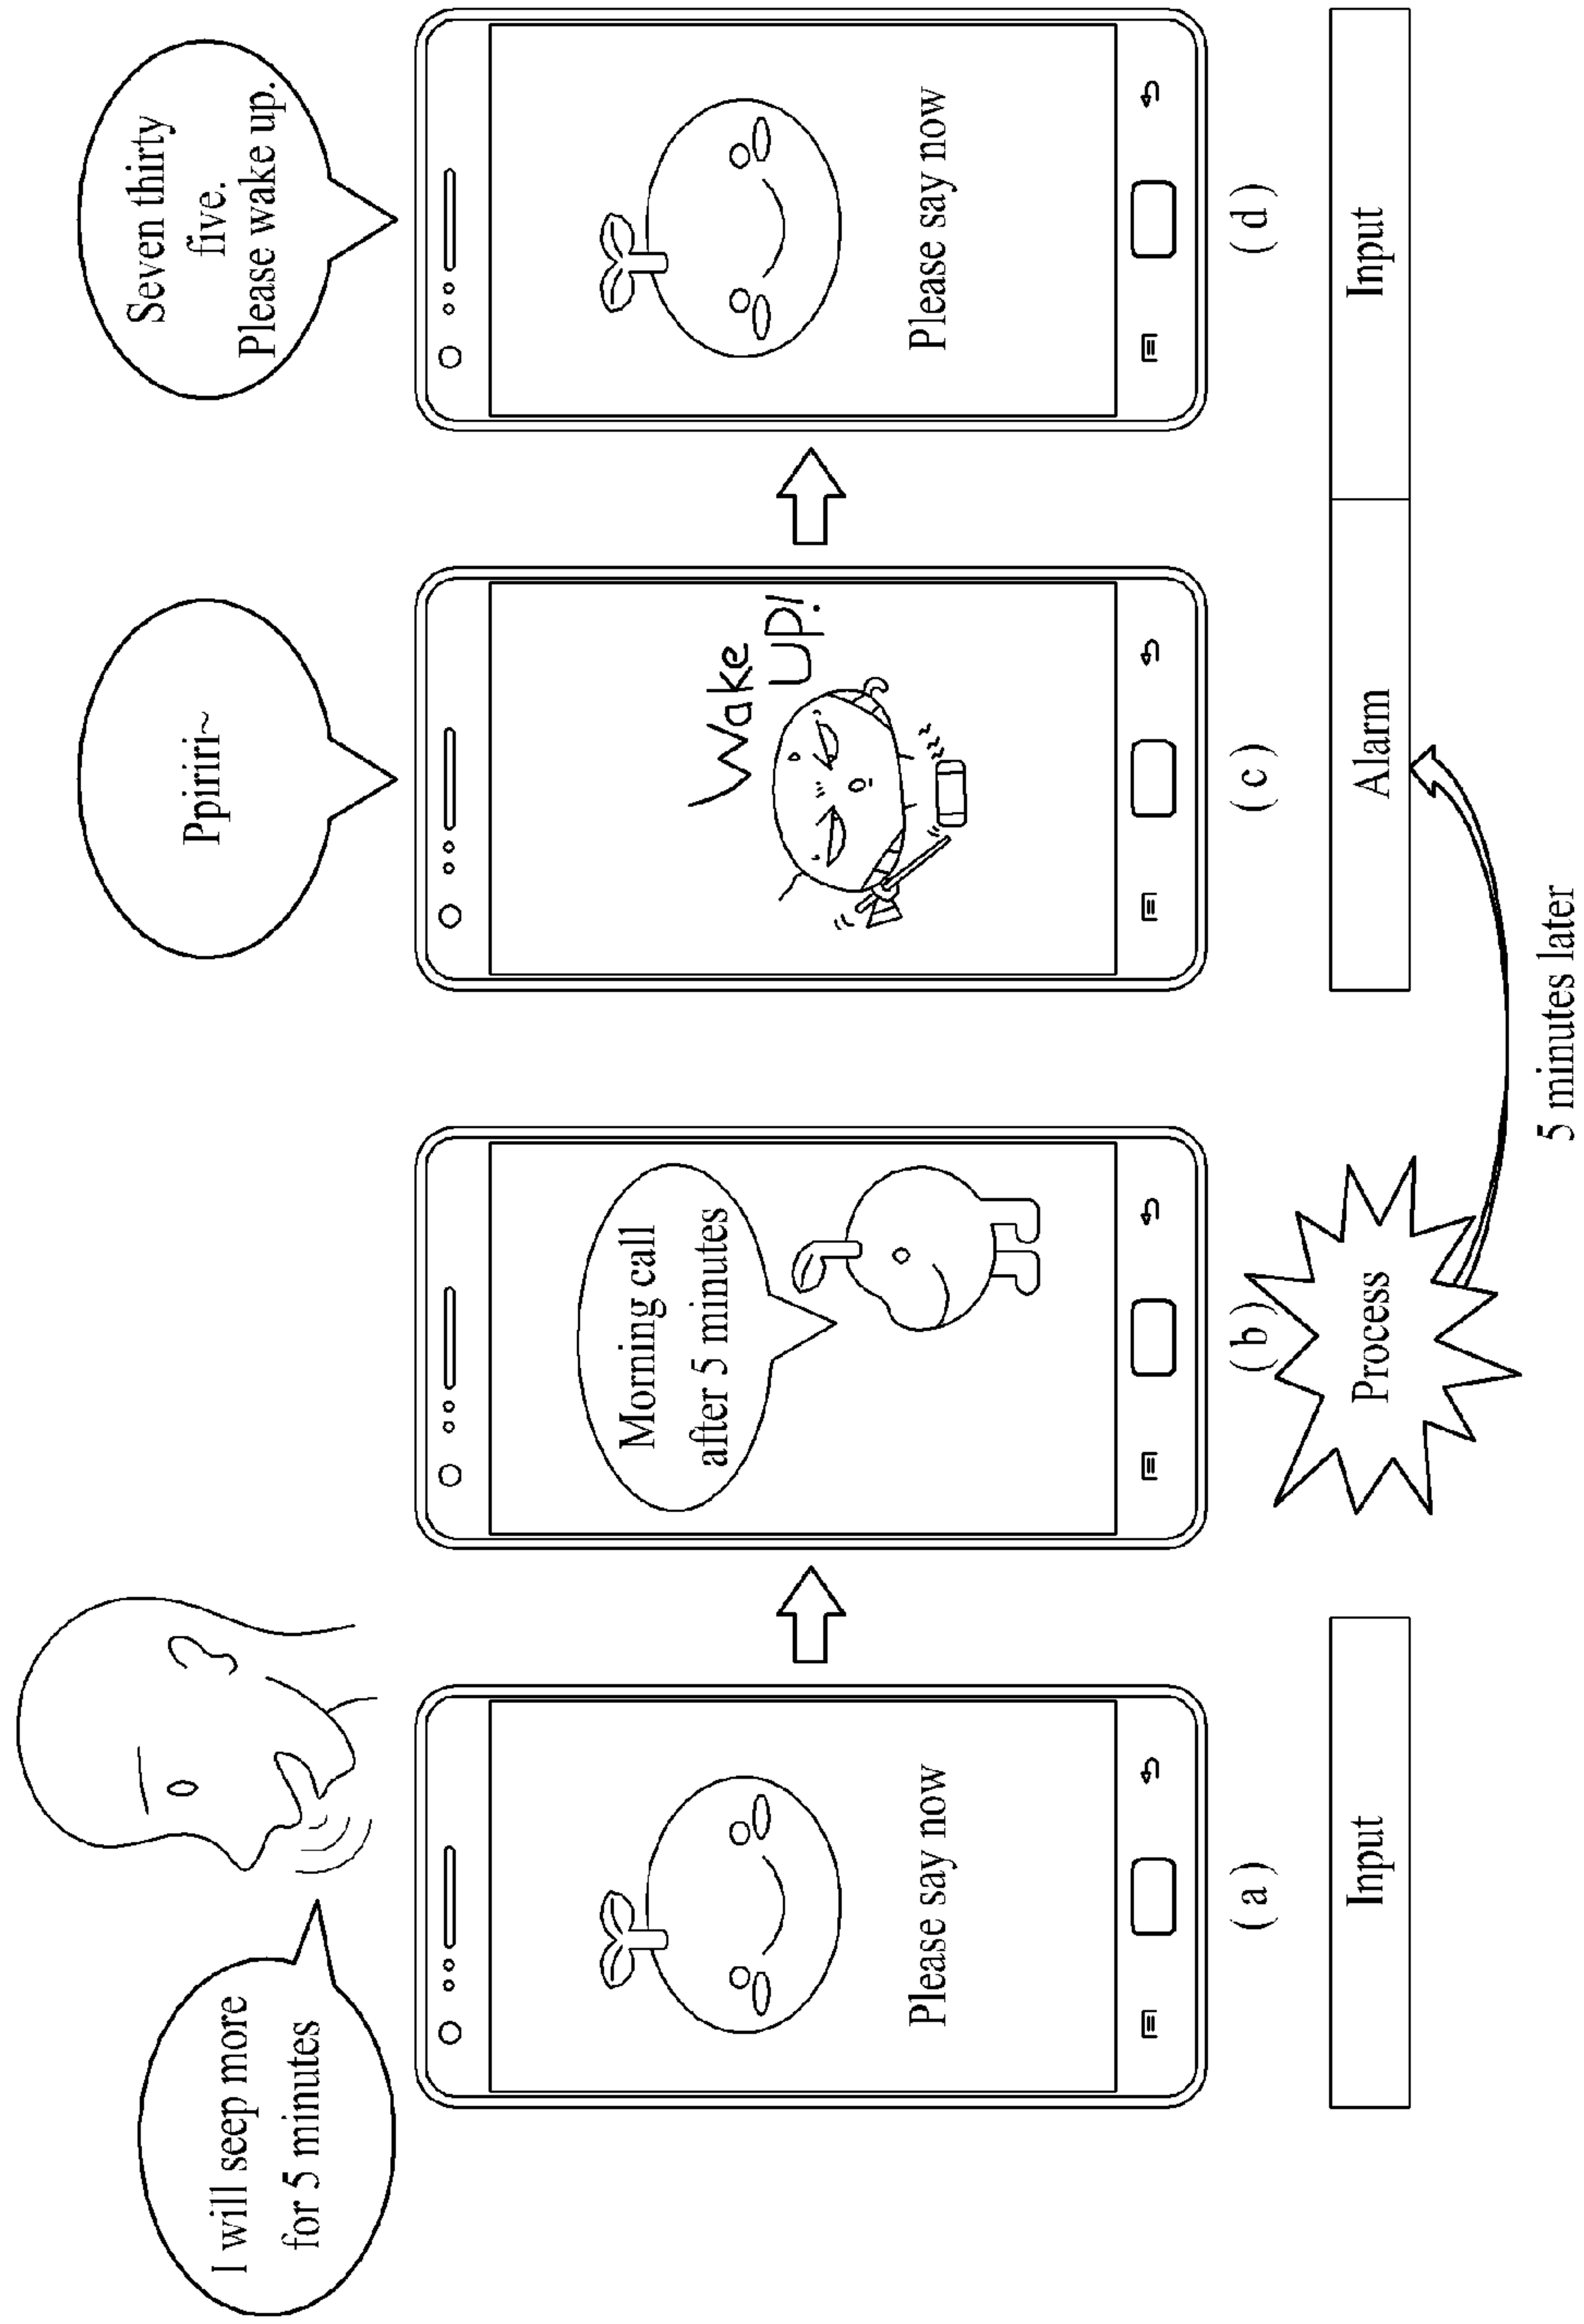 I will seep more
for 5 minutes
Please say now
(a)
Input
Morning call
after 5 minutes
(b)
Process
5 minutes later
Ppiriri~
Wake
UP!
(c)
Alarm
Seven thirty
five.
Please wake up.
Please say now
(d)
Input